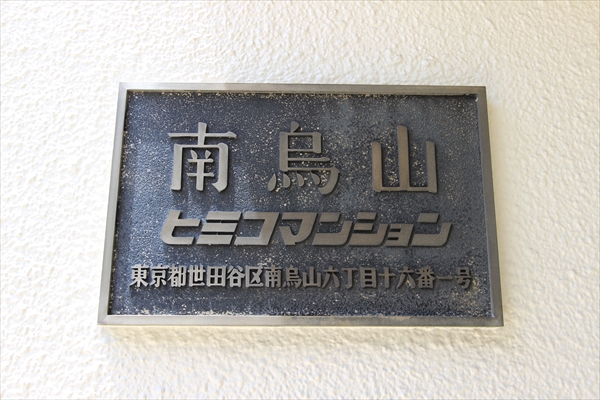 南烏山
ヒミコマンション
東京都世田谷区南烏山六丁目十六番一号